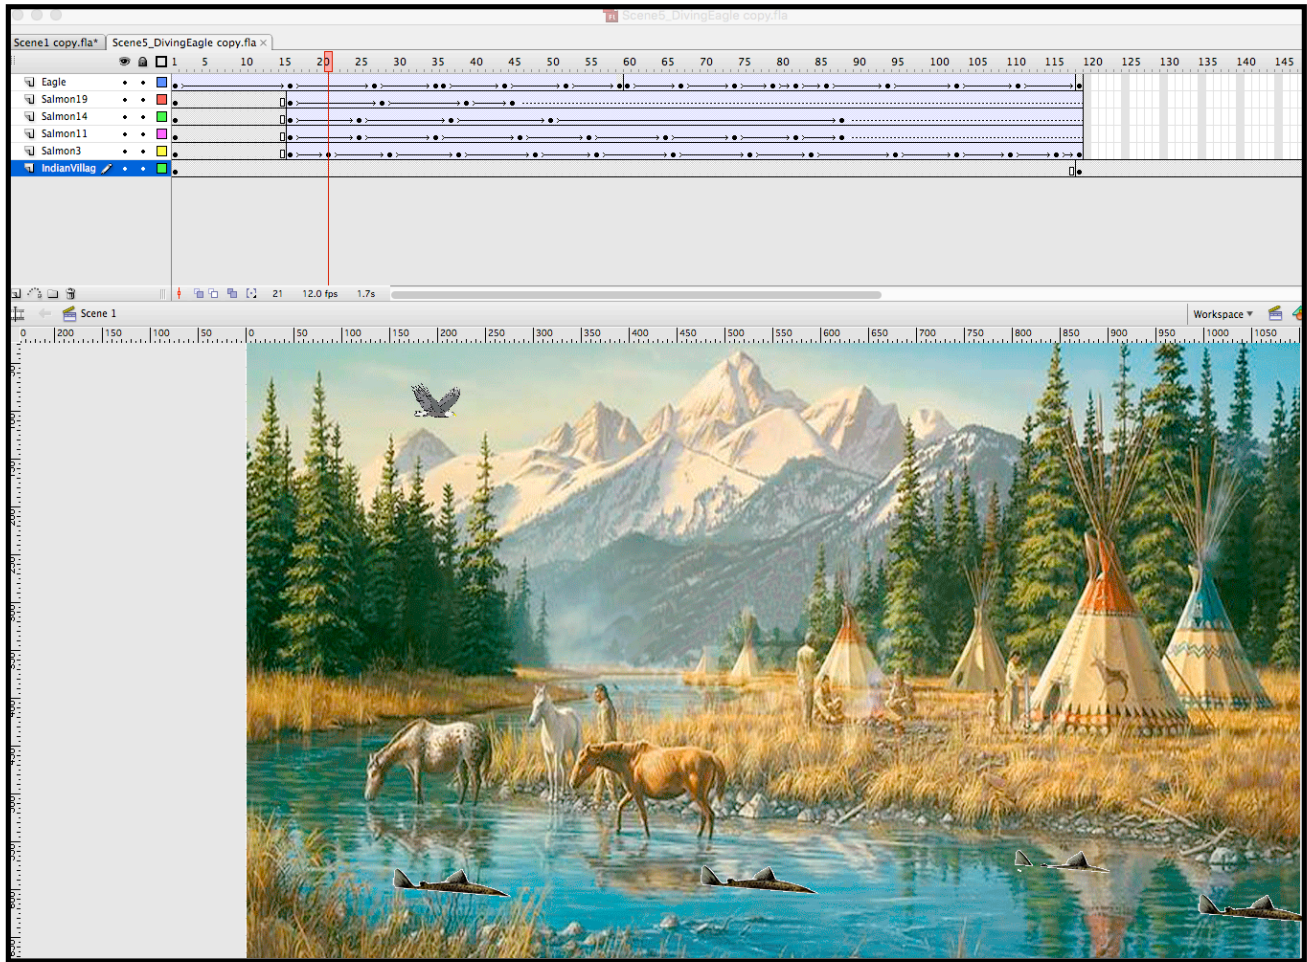 Scene5_DivingEagle copy.fla
Scene1 copy.fla* Scene5_DivingEagle copy.fla ×
1 5 10 15 20 25 30 35 40 45 50 55 60 65 70 75 80 85 90 95 100 105 110 115 120 125 130 135 140 145
Eagle
Salmon19
Salmon14
Salmon11
Salmon3
IndianVillag
21 12.0 fps 1.7s
Scene 1 Workspace
0 200 150 100 50 0 50 100 150 200 250 300 350 400 450 500 550 600 650 700 750 800 850 900 950 1000 1050